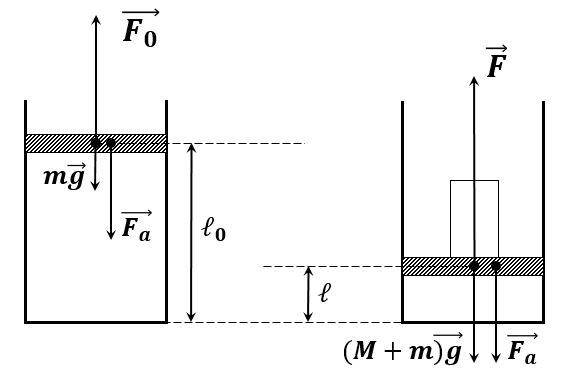 F₀
mg
Fₐ
ℓ₀
F
ℓ
(M + m)g
Fₐ